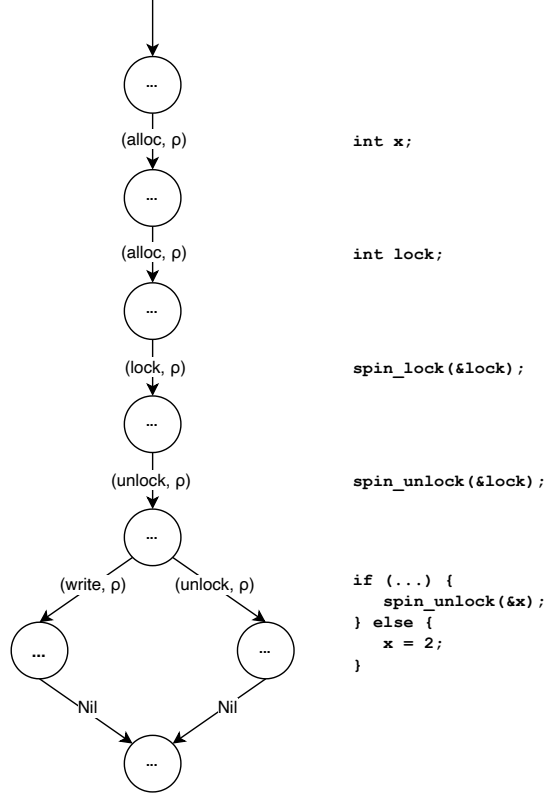 ...
(alloc, ρ) int x;
...
(alloc, ρ) int lock;
...
(lock, ρ) spin_lock(&lock);
...
(unlock, ρ) spin_unlock(&lock);
...
(write, ρ) (unlock, ρ)
... ...
Nil Nil
...
if (...) {
   spin_unlock(&x);
} else {
   x = 2;
}